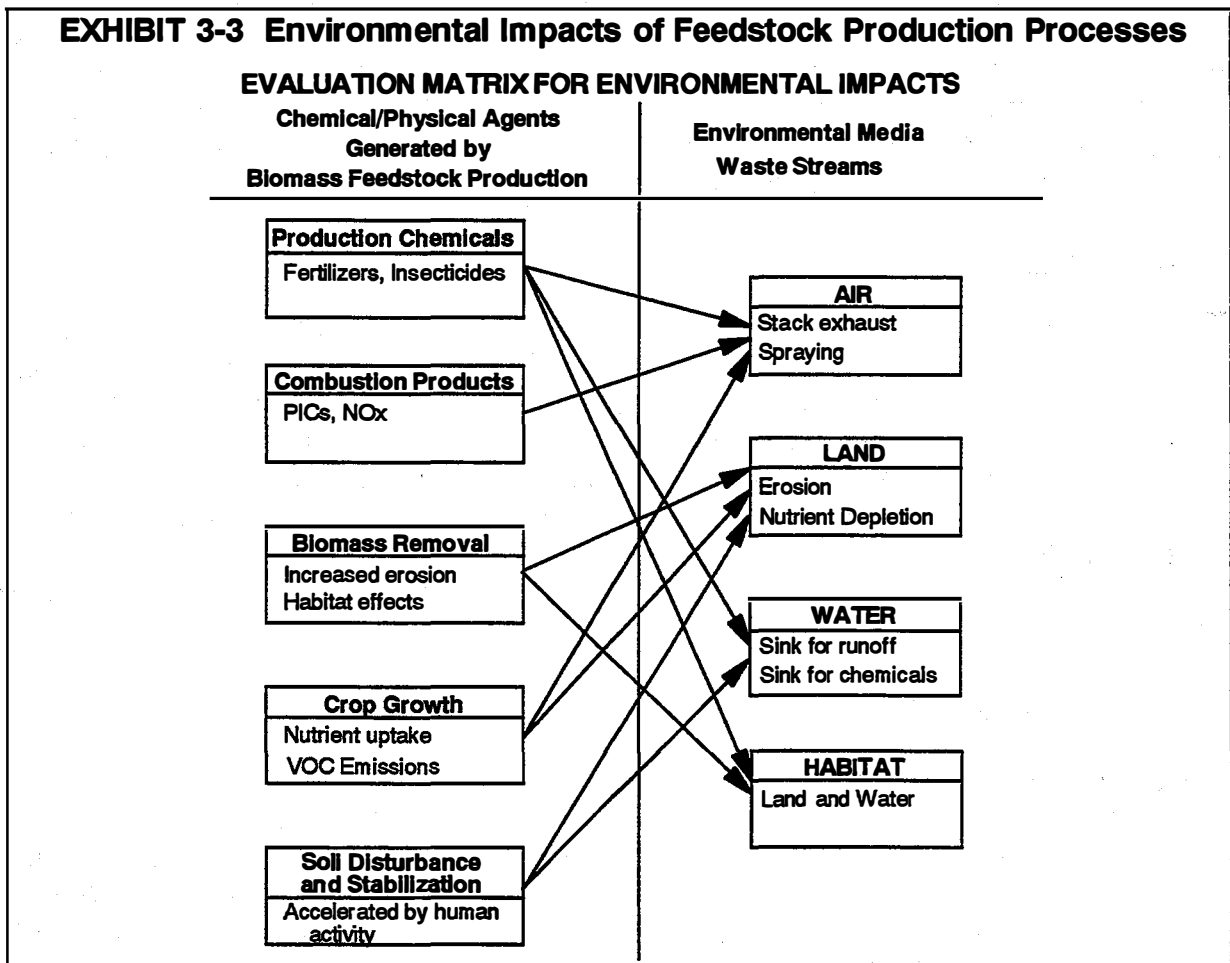 EXHIBIT 3-3 Environmental Impacts of Feedstock Production Processes
EVALUATION MATRIX FOR ENVIRONMENTAL IMPACTS
Chemical/Physical Agents
Generated by
Biomass Feedstock Production
Environmental Media
Waste Streams
Production Chemicals
Fertilizers, Insecticides
Combustion Products
PICs, NOx
Biomass Removal
Increased erosion
Habitat effects
Crop Growth
Nutrient uptake
VOC Emissions
Soil Disturbance
and Stabilization
Accelerated by human
activity
AIR
Stack exhaust
Spraying
LAND
Erosion
Nutrient Depletion
WATER
Sink for runoff
Sink for chemicals
HABITAT
Land and Water